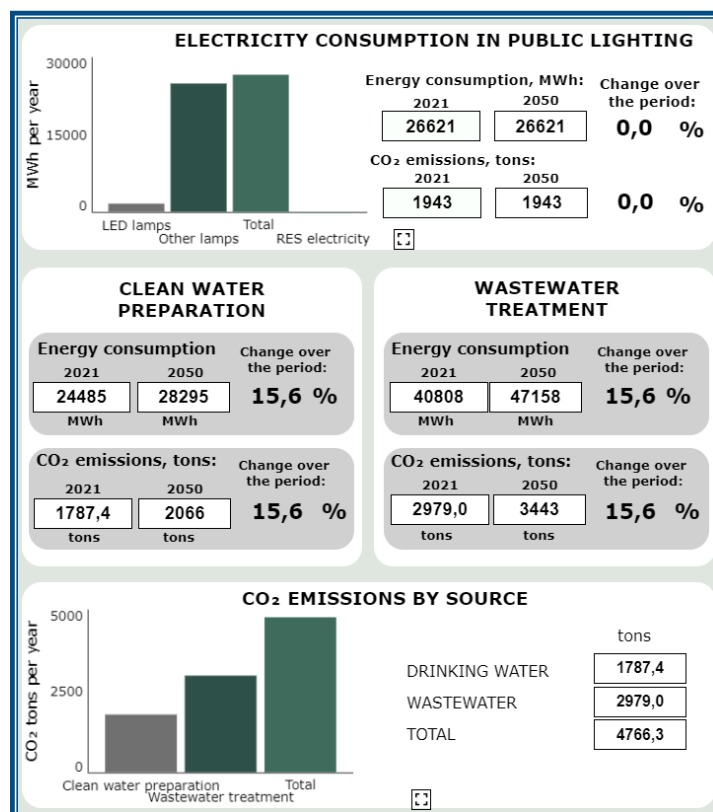 ELECTRICITY CONSUMPTION IN PUBLIC LIGHTING
MWh per year
30000
15000
0
LED lamps
Other lamps
Total
RES electricity
Energy consumption, MWh:
2021
2050
26621
26621
Change over
the period:
0,0 %
CO₂ emissions, tons:
2021
2050
1943
1943
0,0 %
CLEAN WATER
PREPARATION
Energy consumption
2021
2050
24485
28295
MWh
MWh
Change over
the period:
15,6 %
CO₂ emissions, tons:
2021
2050
1787,4
2066
tons
tons
Change over
the period:
15,6 %
WASTEWATER
TREATMENT
Energy consumption
2021
2050
40808
47158
MWh
MWh
Change over
the period:
15,6 %
CO₂ emissions, tons:
2021
2050
2979,0
3443
tons
tons
Change over
the period:
15,6 %
CO₂ EMISSIONS BY SOURCE
CO₂ tons per year
5000
2500
0
Clean water preparation
Wastewater treatment
Total
tons
DRINKING WATER 1787,4
WASTEWATER 2979,0
TOTAL 4766,3